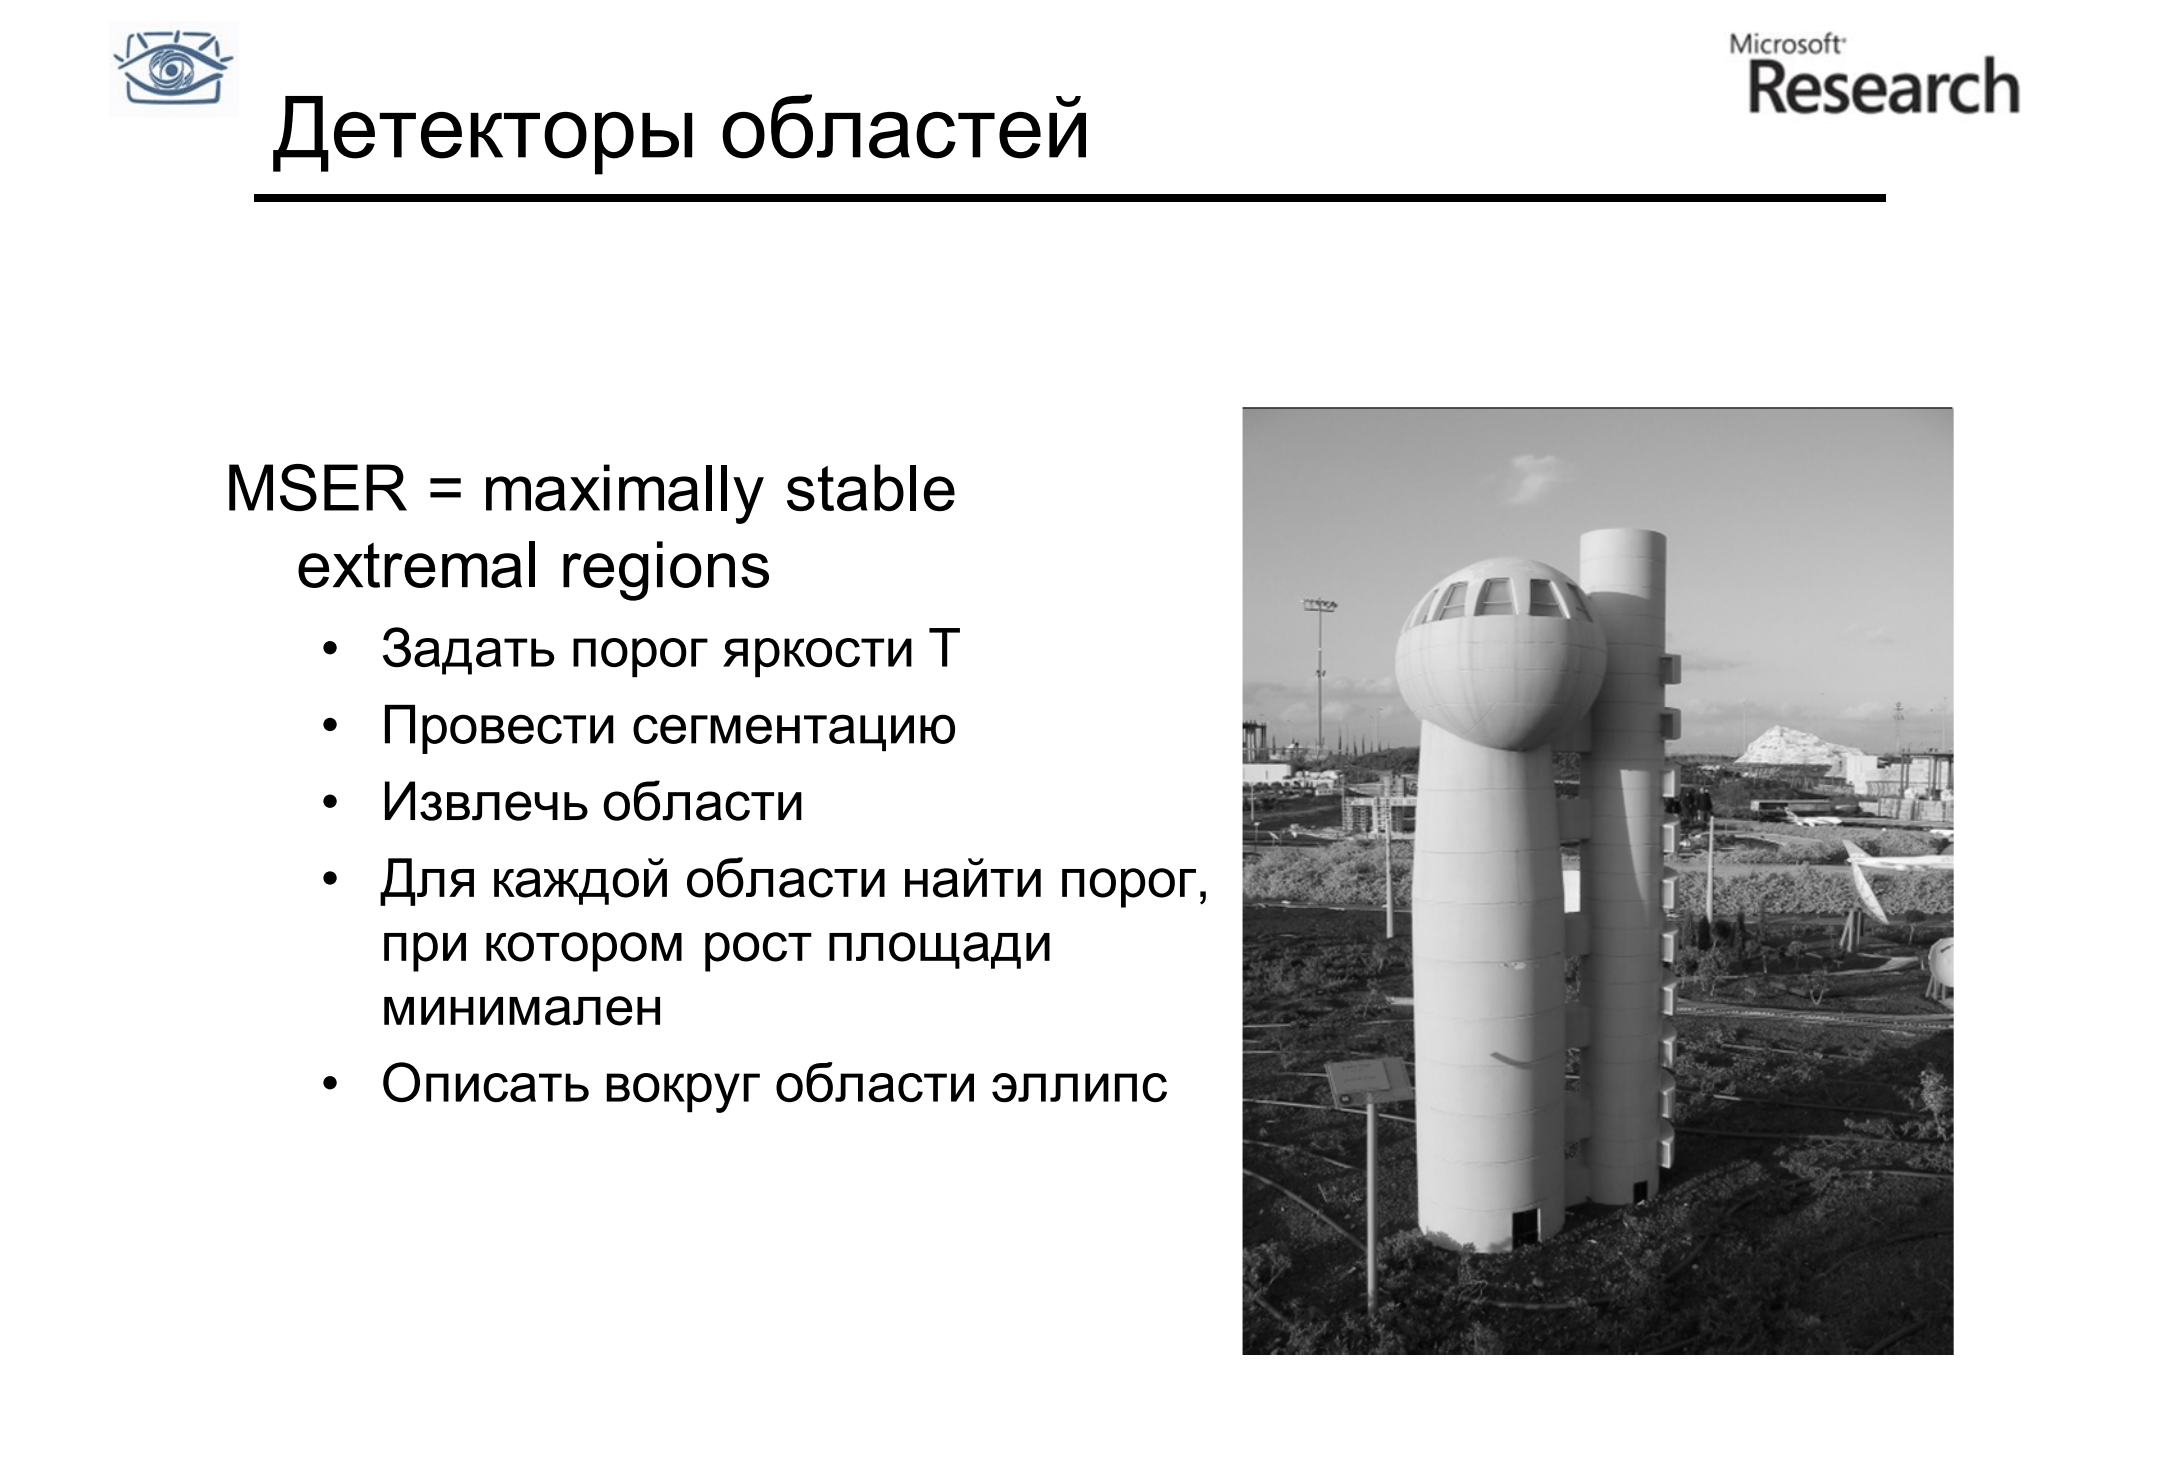 Microsoft
Research
Детекторы областей
MSER = maximally stable
extremal regions
• Задать порог яркости T
• Провести сегментацию
• Извлечь области
• Для каждой области найти порог,
при котором рост площади
минимален
• Описать вокруг области эллипс